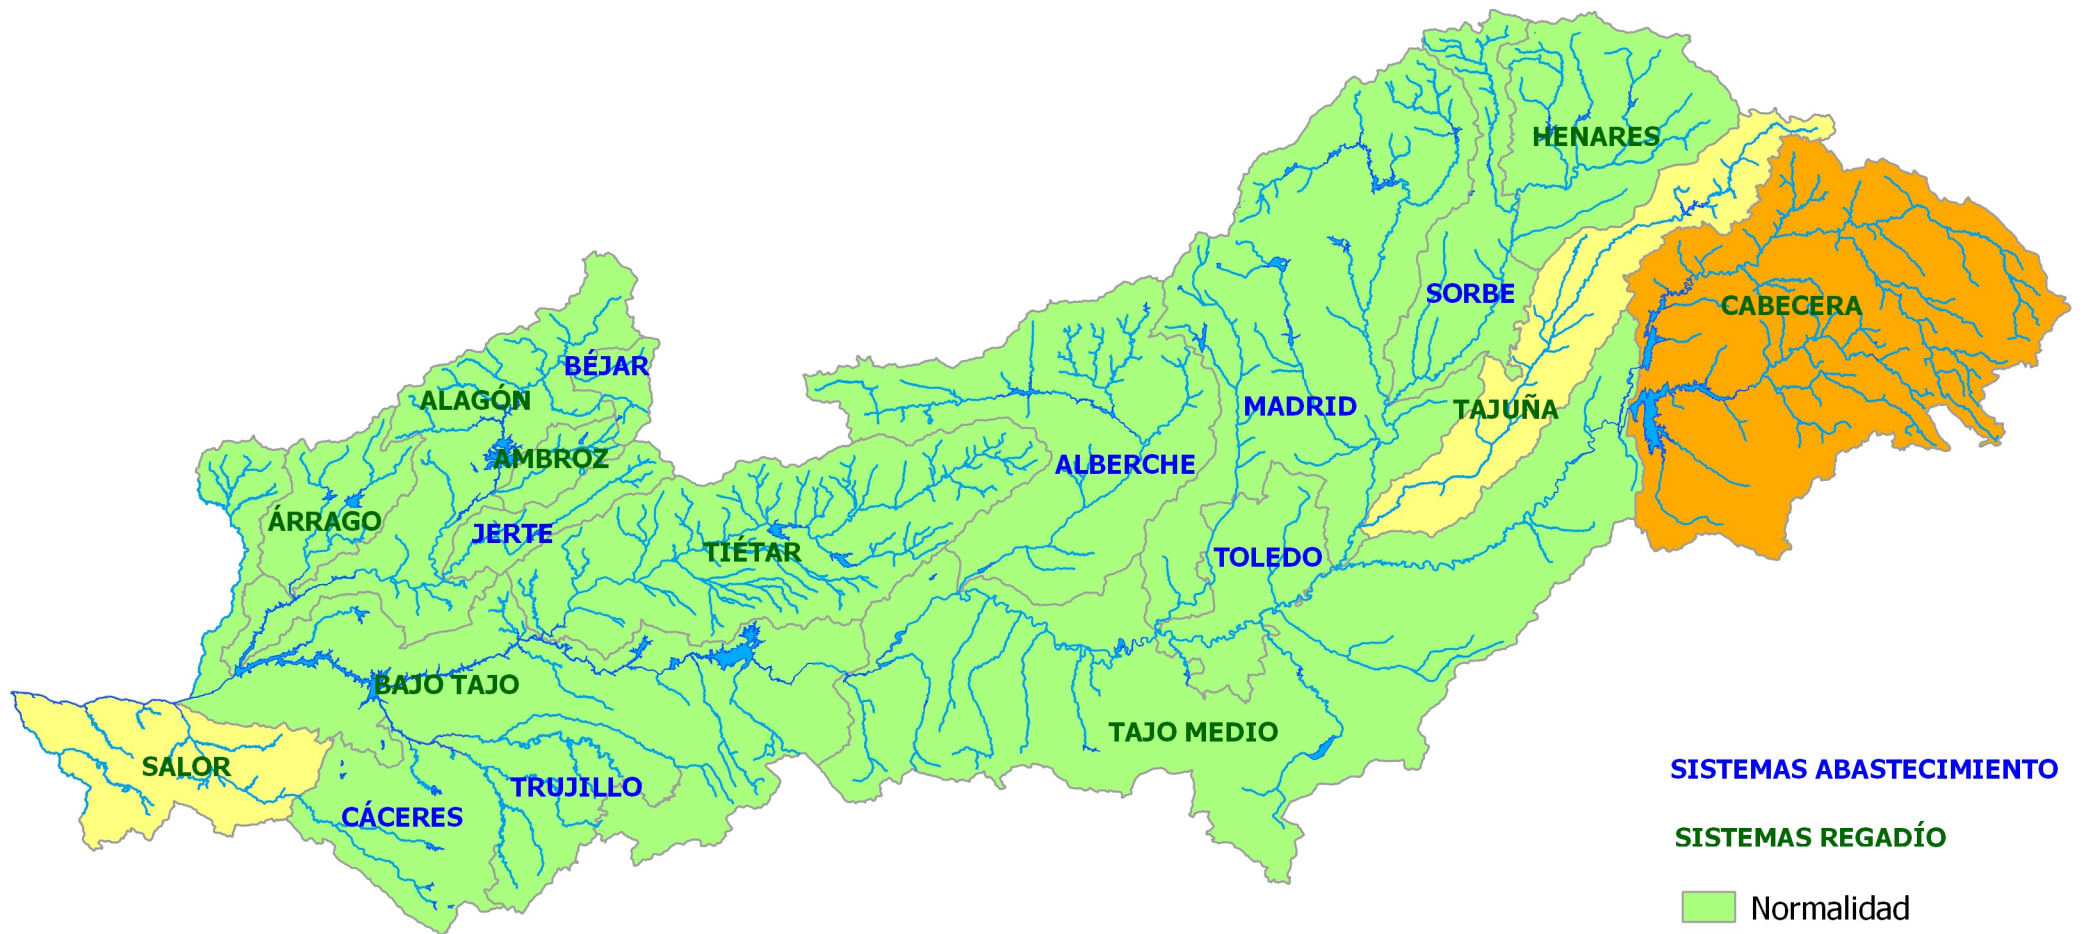 HENARES
SORBE
CABECERA
BÉJAR
ALAGÓN
MADRID
TAJUÑA
AMBROZ
ALBERCHE
ÁRRAGO
JERTE
TIÉTAR
TOLEDO
BAJO TAJO
TAJO MEDIO
SALOR
TRUJILLO
CÁCERES
SISTEMAS ABASTECIMIENTO
SISTEMAS REGADÍO
Normalidad